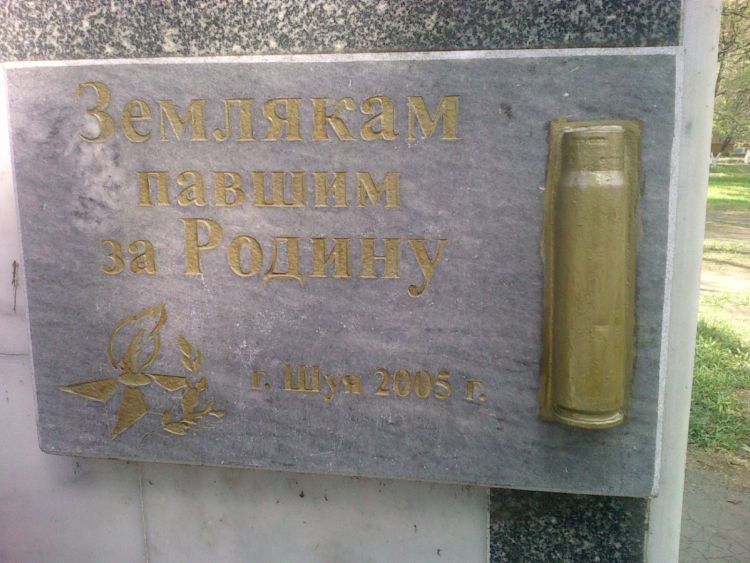 Землякам
павшим
за Родину
г. Шуя 2005 г.